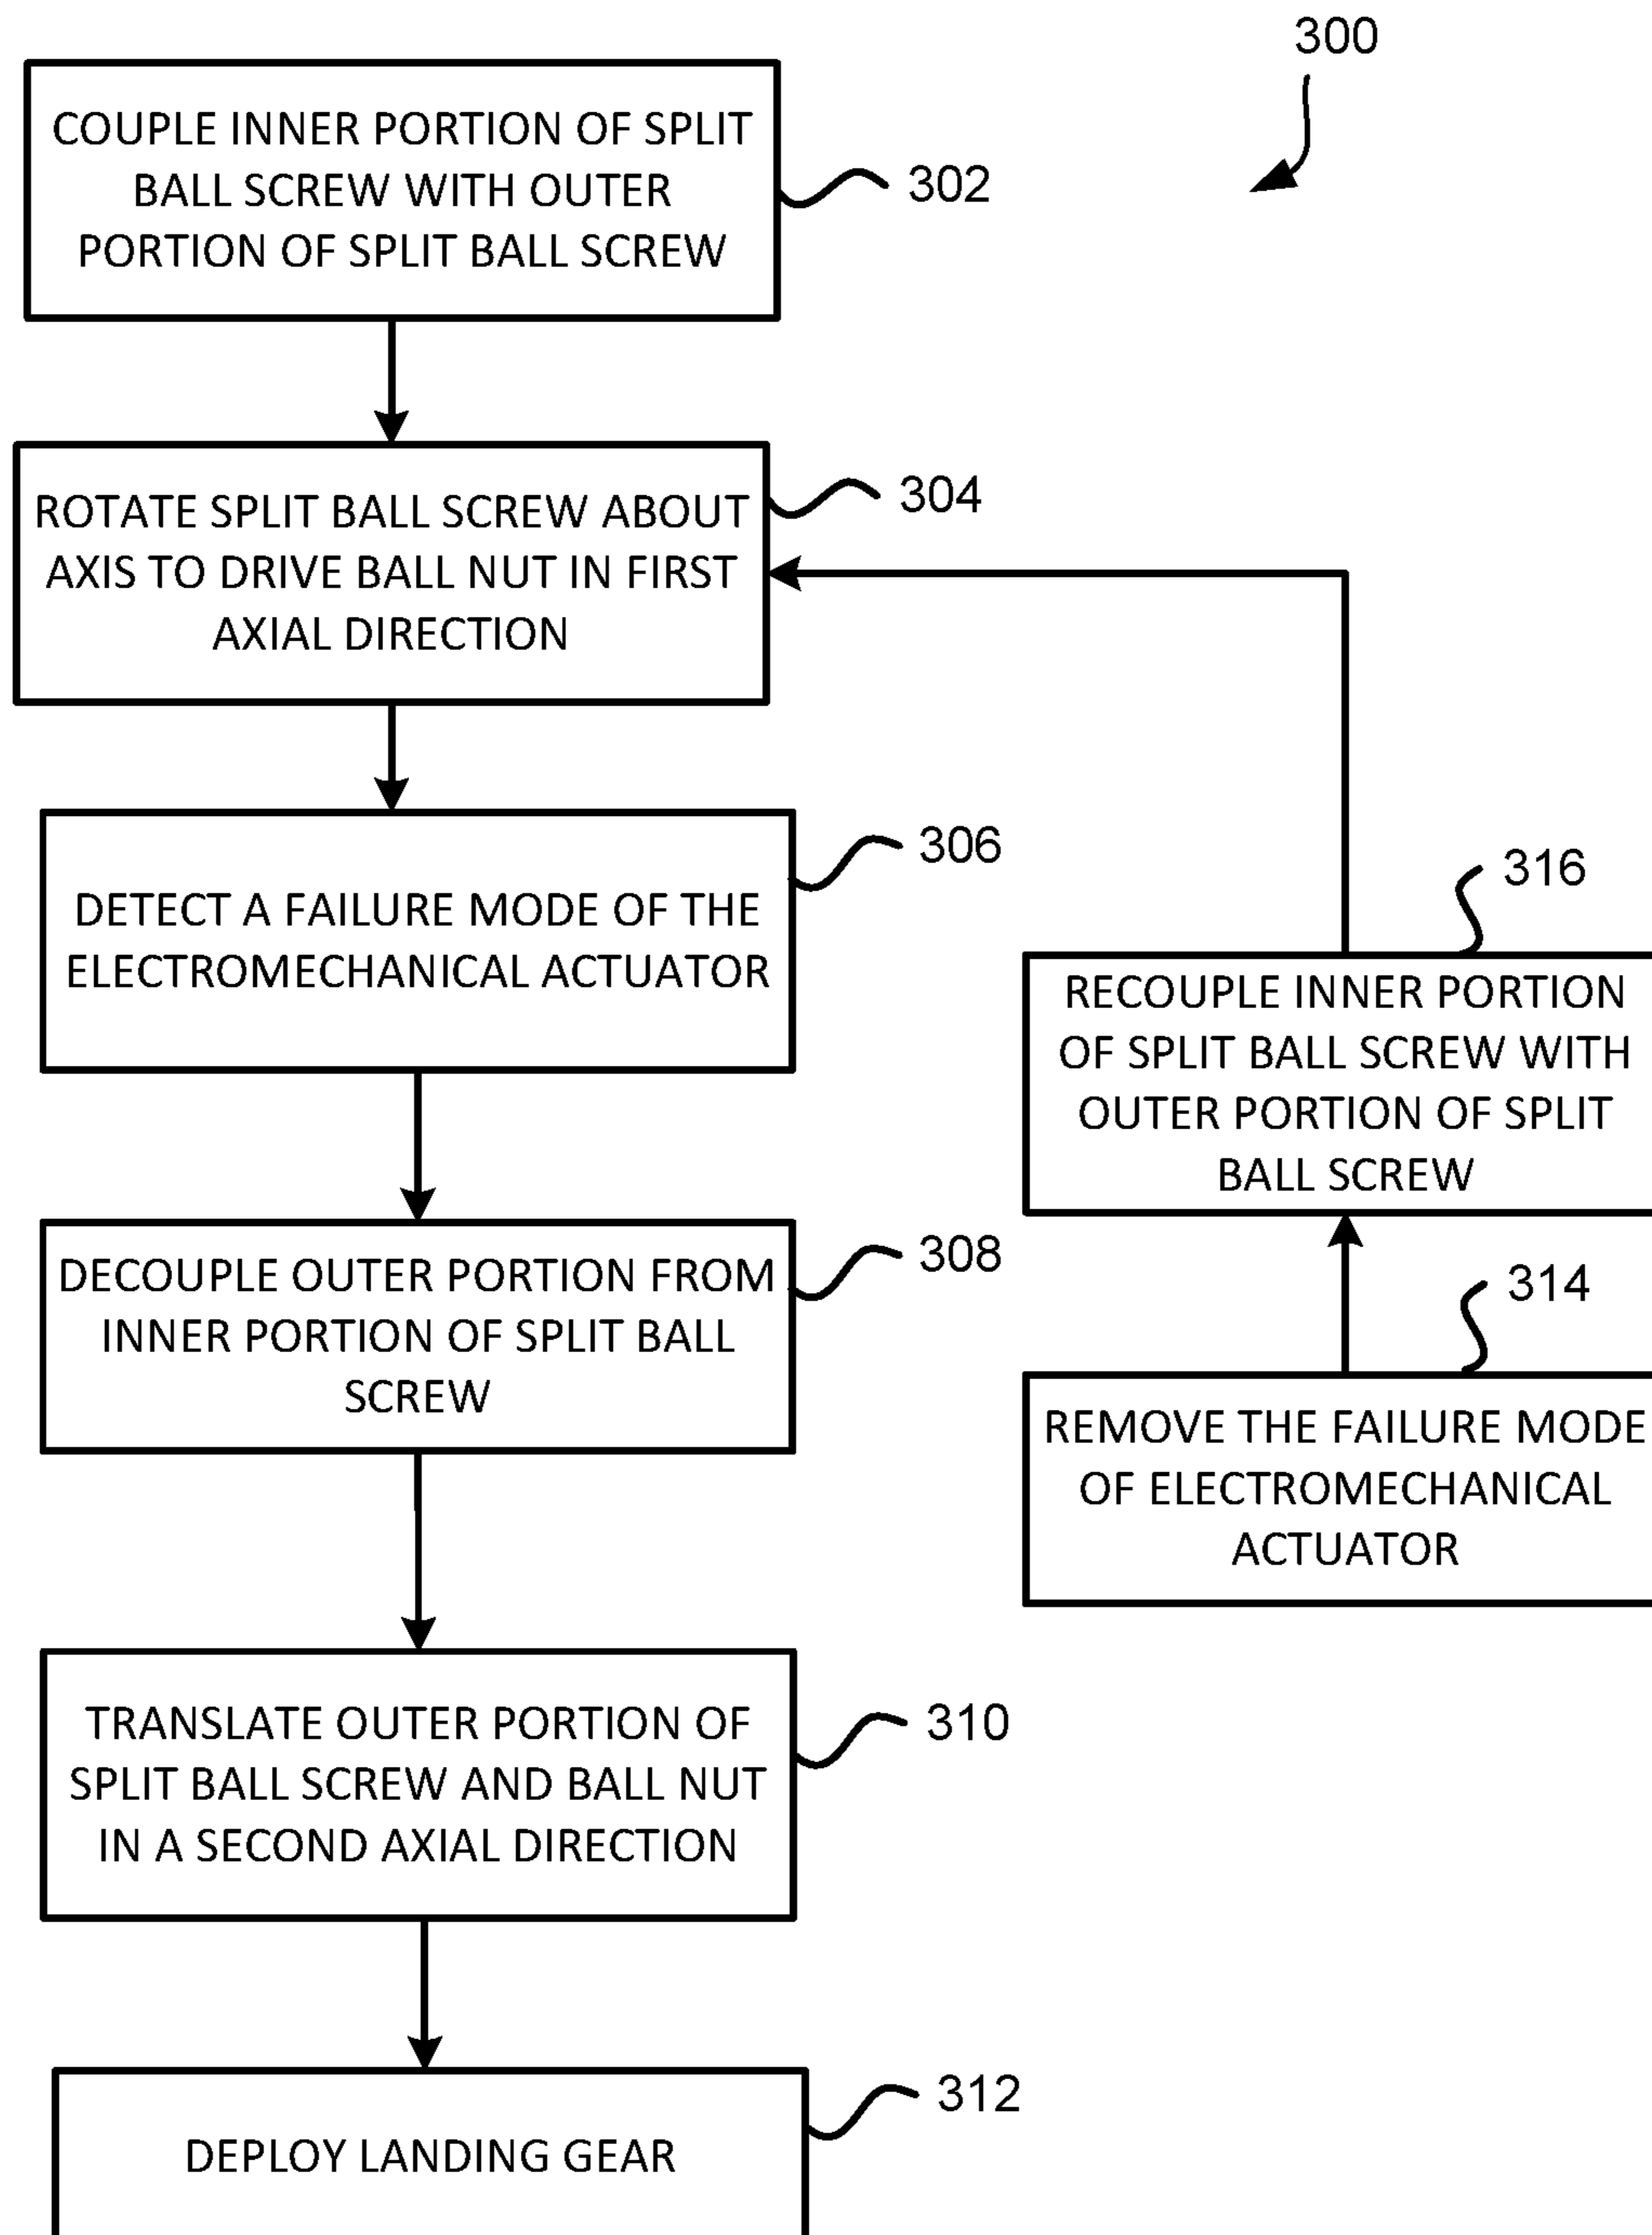 300
COUPLE INNER PORTION OF SPLIT
BALL SCREW WITH OUTER
PORTION OF SPLIT BALL SCREW
302
ROTATE SPLIT BALL SCREW ABOUT
AXIS TO DRIVE BALL NUT IN FIRST
AXIAL DIRECTION
304
DETECT A FAILURE MODE OF THE
ELECTROMECHANICAL ACTUATOR
306
DECOUPLE OUTER PORTION FROM
INNER PORTION OF SPLIT BALL
SCREW
308
TRANSLATE OUTER PORTION OF
SPLIT BALL SCREW AND BALL NUT
IN A SECOND AXIAL DIRECTION
310
DEPLOY LANDING GEAR
312
316
RECOUPLE INNER PORTION
OF SPLIT BALL SCREW WITH
OUTER PORTION OF SPLIT
BALL SCREW
314
REMOVE THE FAILURE MODE
OF ELECTROMECHANICAL
ACTUATOR